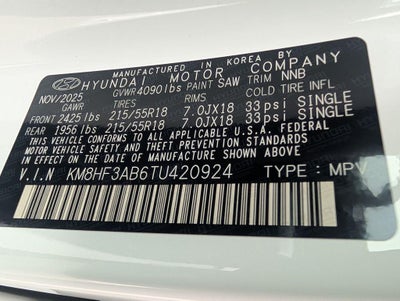 MANUFACTURED IN KOREA BY
HYUNDAI MOTOR COMPANY
NOV/2025 GVWR 4090 lbs PAINT SAW TRIM NNB
GAWR TIRES RIMS COLD TIRE INFL
FRONT 2425 lbs 215/55R18 7.0JX18 33psi SINGLE
REAR 1956 lbs 215/55R18 7.0JX18 33psi SINGLE
THIS VEHICLE CONFORMS TO ALL APPLICABLE U.S.A. FEDERAL
MOTOR VEHICLE SAFETY AND THEFT PREVENTION STANDARDS
IN EFFECT ON THE DATE OF MANUFACTURE SHOWN ABOVE
V.I.N KM8HF3AB6TU420924 TYPE : MPV